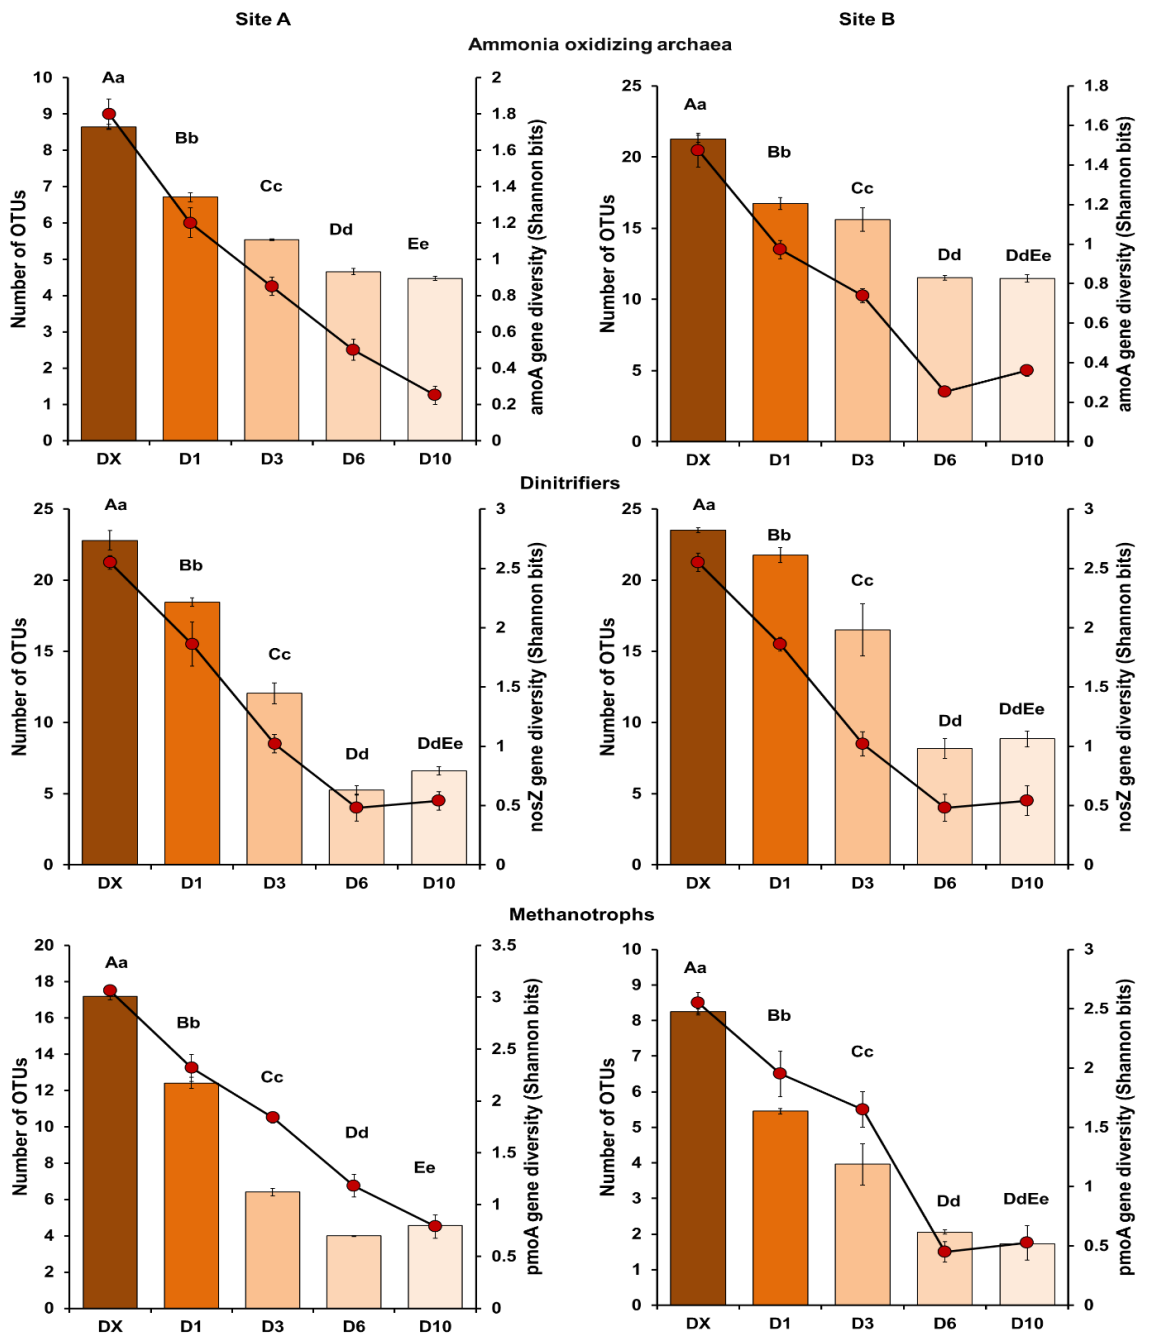 Site A
Site B
Ammonia oxidizing archaea
10
9
8
7
6
5
4
3
2
1
0
Number of OTUs
Aa
Bb
Cc
Dd
Ee
2
1.8
1.6
1.4
1.2
1
0.8
0.6
0.4
0.2
0
amoA gene diversity (Shannon bits)
DX D1 D3 D6 D10
25
20
15
10
5
0
Number of OTUs
Aa
Bb
Cc
Dd
DdEe
1.8
1.6
1.4
1.2
1
0.8
0.6
0.4
0.2
0
amoA gene diversity (Shannon bits)
DX D1 D3 D6 D10
Dinitrifiers
25
20
15
10
5
0
Number of OTUs
Aa
Bb
Cc
Dd
DdEe
3
2.5
2
1.5
1
0.5
0
nosZ gene diversity (Shannon bits)
DX D1 D3 D6 D10
25
20
15
10
5
0
Number of OTUs
Aa
Bb
Cc
Dd
DdEe
3
2.5
2
1.5
1
0.5
0
nosZ gene diversity (Shannon bits)
DX D1 D3 D6 D10
Methanotrophs
20
18
16
14
12
10
8
6
4
2
0
Number of OTUs
Aa
Bb
Cc
Dd
Ee
3.5
3
2.5
2
1.5
1
0.5
0
pmoA gene diversity (Shannon bits)
DX D1 D3 D6 D10
10
9
8
7
6
5
4
3
2
1
0
Number of OTUs
Aa
Bb
Cc
Dd
DdEe
3
2.5
2
1.5
1
0.5
0
pmoA gene diversity (Shannon bits)
DX D1 D3 D6 D10